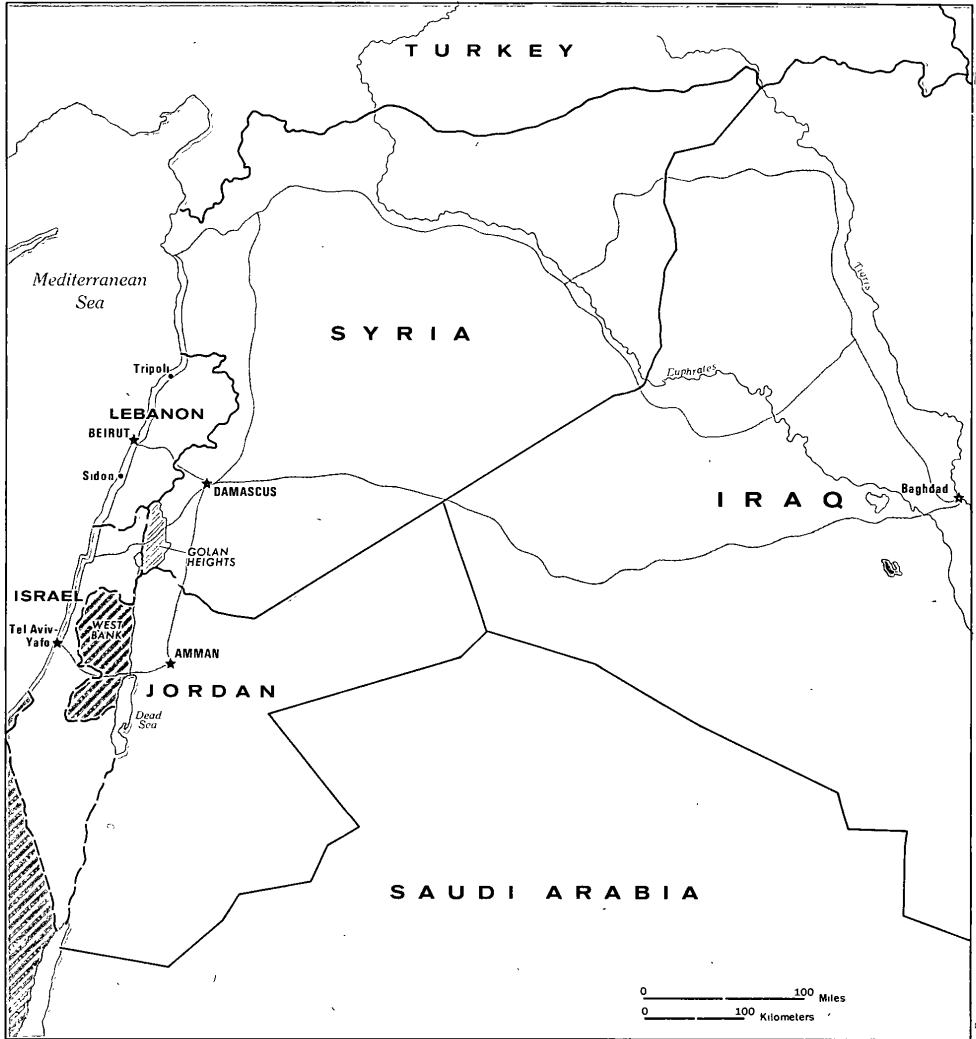 TURKEY
Mediterranean
Sea
Tigris
SYRIA
Tripoli
Euphrates
LEBANON
BEIRUT
Sidon
DAMASCUS
IRAQ
Baghdad
GOLAN
HEIGHTS
ISRAEL
WEST
BANK
Tel Aviv-
Yafo
AMMAN
JORDAN
Dead
Sea
SAUDI ARABIA
0 100 Miles
0 100 Kilometers